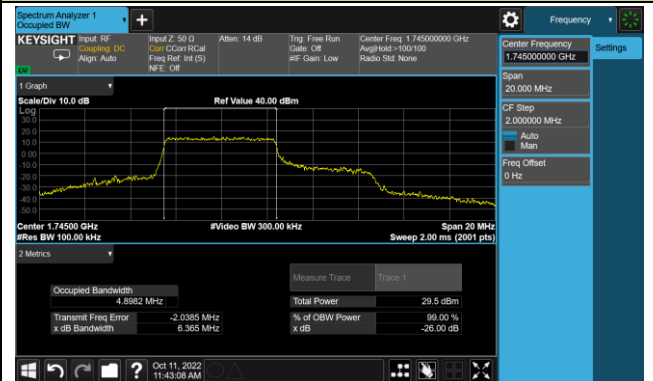 Spectrum Analyzer 1
Occupied BW
Frequency
KEYSIGHT
Input: RF
Coupling: DC
Align: Auto
Input Z: 50 Ω
Corr CCorr RCal
Freq Ref: Int (S)
NFE: Off
Atten: 14 dB
Trig: Free Run
Gate: Off
#IF Gain: Low
Center Freq: 1.745000000 GHz
Avg|Hold:>100/100
Radio Std: None
Center Frequency
1.745000000 GHz
Settings
Span
20.000 MHz
CF Step
2.000000 MHz
Auto
Man
Freq Offset
0 Hz
1 Graph
Scale/Div 10.0 dB
Ref Value 40.00 dBm
Log
30.0
20.0
10.0
0.00
-10.0
-20.0
-30.0
-40.0
-50.0
Center 1.74500 GHz
#Video BW 300.00 kHz
Span 20 MHz
#Res BW 100.00 kHz
Sweep 2.00 ms (2001 pts)
2 Metrics
Measure Trace
Trace 1
Occupied Bandwidth
4.8982 MHz
Total Power
29.5 dBm
Transmit Freq Error
-2.0385 MHz
% of OBW Power
99.00 %
x dB Bandwidth
6.365 MHz
x dB
-26.00 dB
Oct 11, 2022
11:43:08 AM